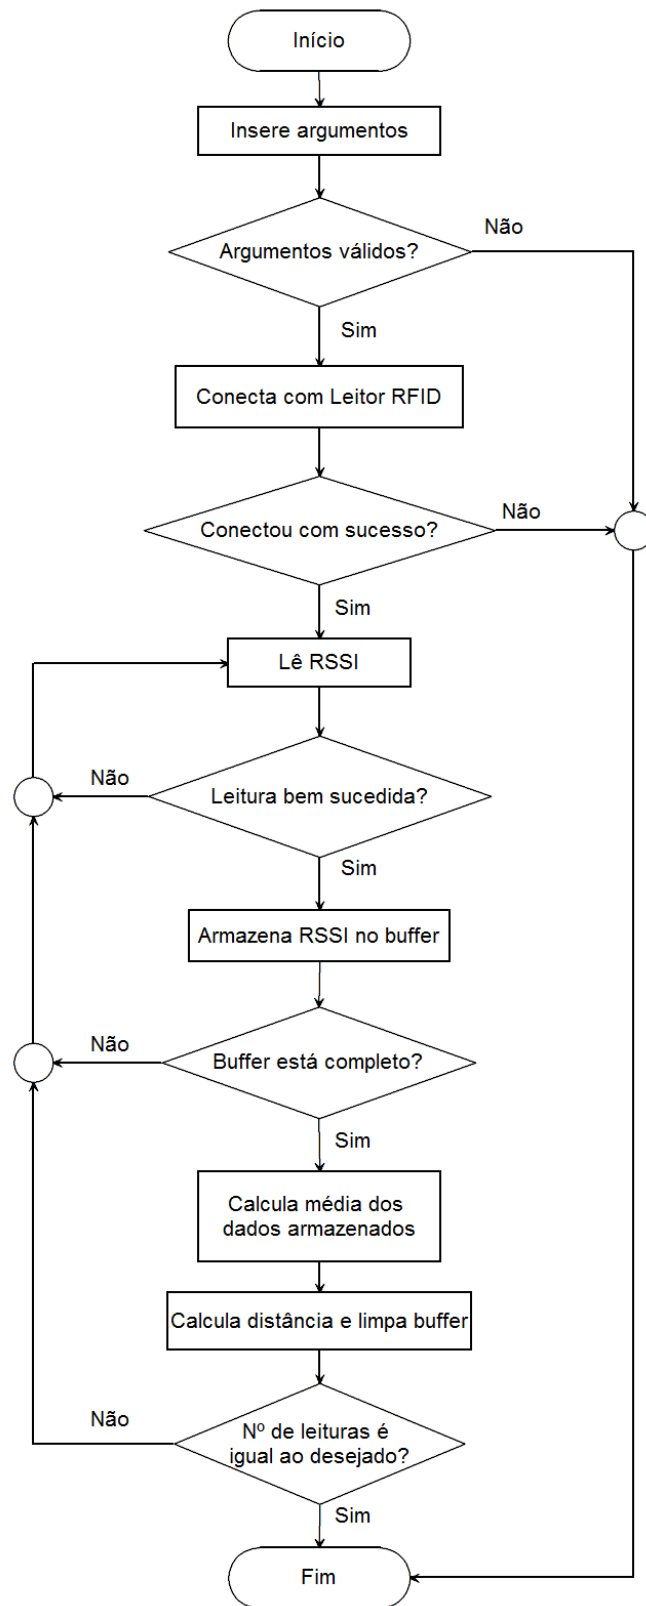 Início
Insere argumentos
Argumentos válidos?
Não
Sim
Conecta com Leitor RFID
Conectou com sucesso?
Não
Sim
Lê RSSI
Não
Leitura bem sucedida?
Sim
Armazena RSSI no buffer
Não
Buffer está completo?
Sim
Calcula média dos
dados armazenados
Calcula distância e limpa buffer
Não
Nº de leituras é
igual ao desejado?
Sim
Fim